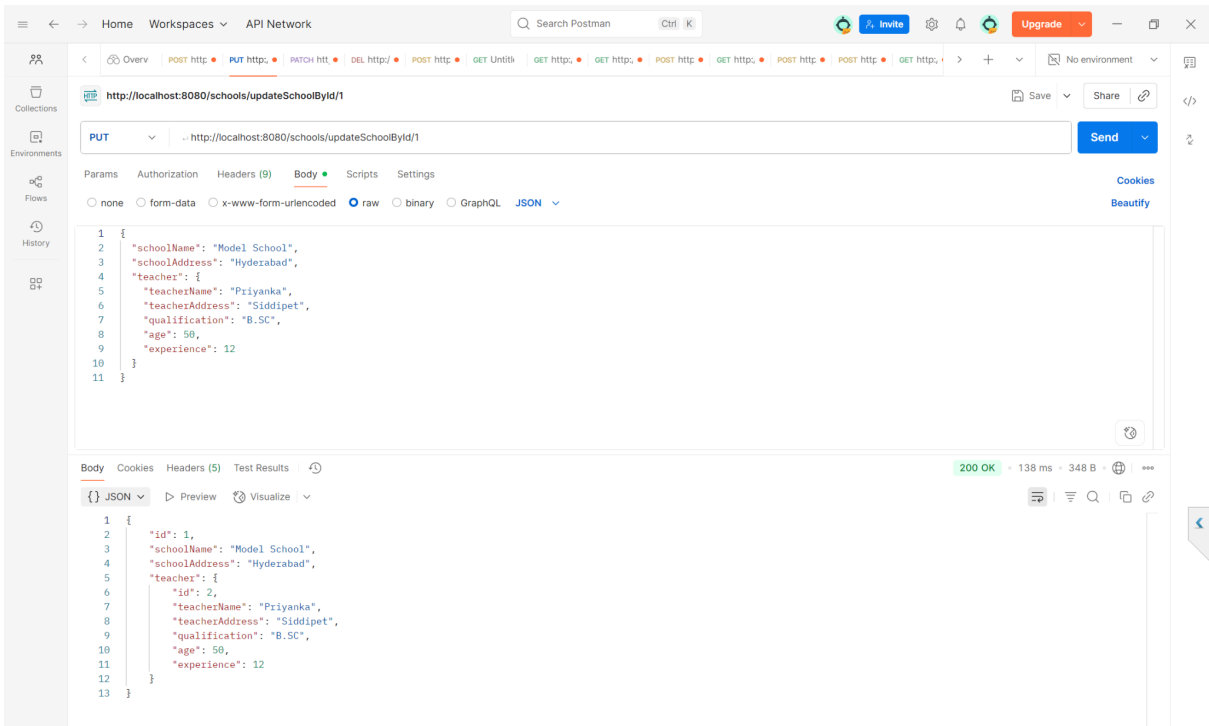 Home Workspaces API Network Search Postman Ctrl K Invite Upgrade
Overv POST http PUT http:, PATCH htt DEL http:/ POST http GET Untitle GET http:, GET http:, POST http GET http:, POST http POST http GET http:, No environment
HTTP http://localhost:8080/schools/updateSchoolById/1 Save Share
Collections
PUT http://localhost:8080/schools/updateSchoolById/1 Send
Environments
Params Authorization Headers (9) Body Scripts Settings Cookies
Flows
none form-data x-www-form-urlencoded raw binary GraphQL JSON Beautify
History
1 {
2 "schoolName": "Model School",
3 "schoolAddress": "Hyderabad",
4 "teacher": {
5 "teacherName": "Priyanka",
6 "teacherAddress": "Siddipet",
7 "qualification": "B.SC",
8 "age": 50,
9 "experience": 12
10 }
11 }
Body Cookies Headers (5) Test Results 200 OK 138 ms 348 B
{} JSON Preview Visualize
1 {
2 "id": 1,
3 "schoolName": "Model School",
4 "schoolAddress": "Hyderabad",
5 "teacher": {
6 "id": 2,
7 "teacherName": "Priyanka",
8 "teacherAddress": "Siddipet",
9 "qualification": "B.SC",
10 "age": 50,
11 "experience": 12
12 }
13 }